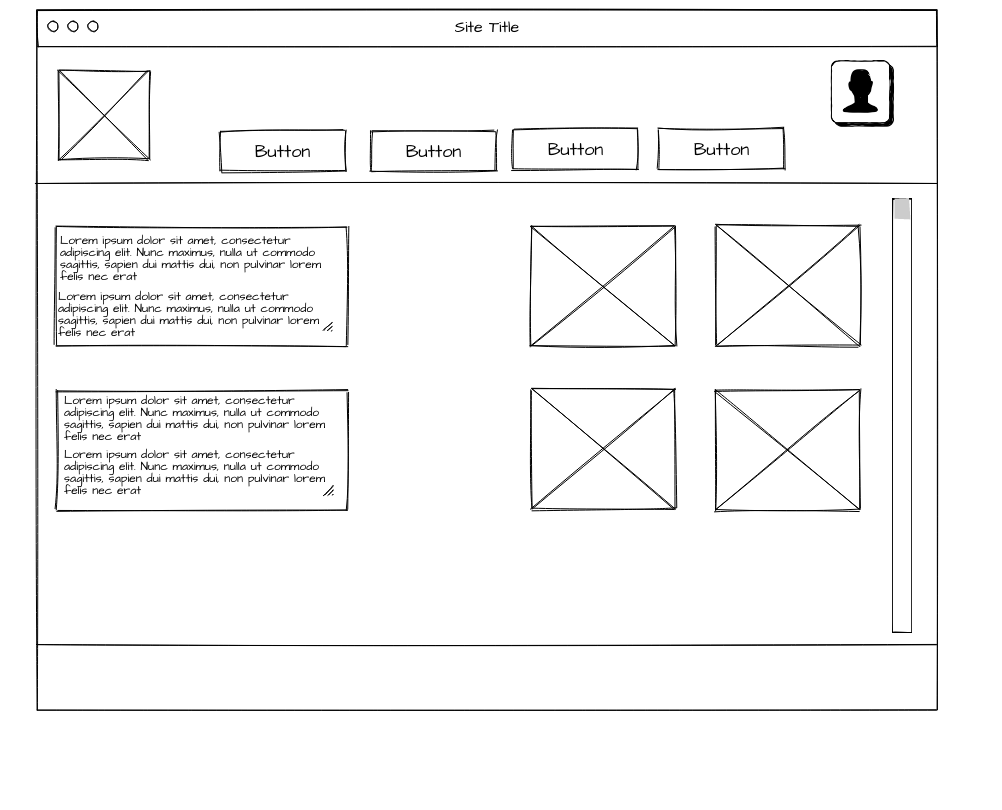 Site Title
Button
Button
Button
Button
Lorem ipsum dolor sit amet, consectetur
adipiscing elit. Nunc maximus, nulla ut commodo
sagittis, sapien dui mattis dui, non pulvinar lorem
felis nec erat
Lorem ipsum dolor sit amet, consectetur
adipiscing elit. Nunc maximus, nulla ut commodo
sagittis, sapien dui mattis dui, non pulvinar lorem
felis nec erat
Lorem ipsum dolor sit amet, consectetur
adipiscing elit. Nunc maximus, nulla ut commodo
sagittis, sapien dui mattis dui, non pulvinar lorem
felis nec erat
Lorem ipsum dolor sit amet, consectetur
adipiscing elit. Nunc maximus, nulla ut commodo
sagittis, sapien dui mattis dui, non pulvinar lorem
felis nec erat